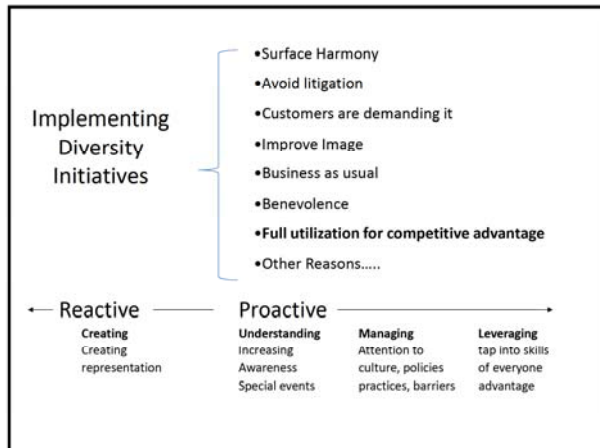 Implementing
Diversity
Initiatives
•Surface Harmony
•Avoid litigation
•Customers are demanding it
•Improve Image
•Business as usual
•Benevolence
•Full utilization for competitive advantage
•Other Reasons…..
Reactive
Proactive
Creating
Creating
representation
Understanding
Increasing
Awareness
Special events
Managing
Attention to
culture, policies
practices, barriers
Leveraging
tap into skills
of everyone
advantage